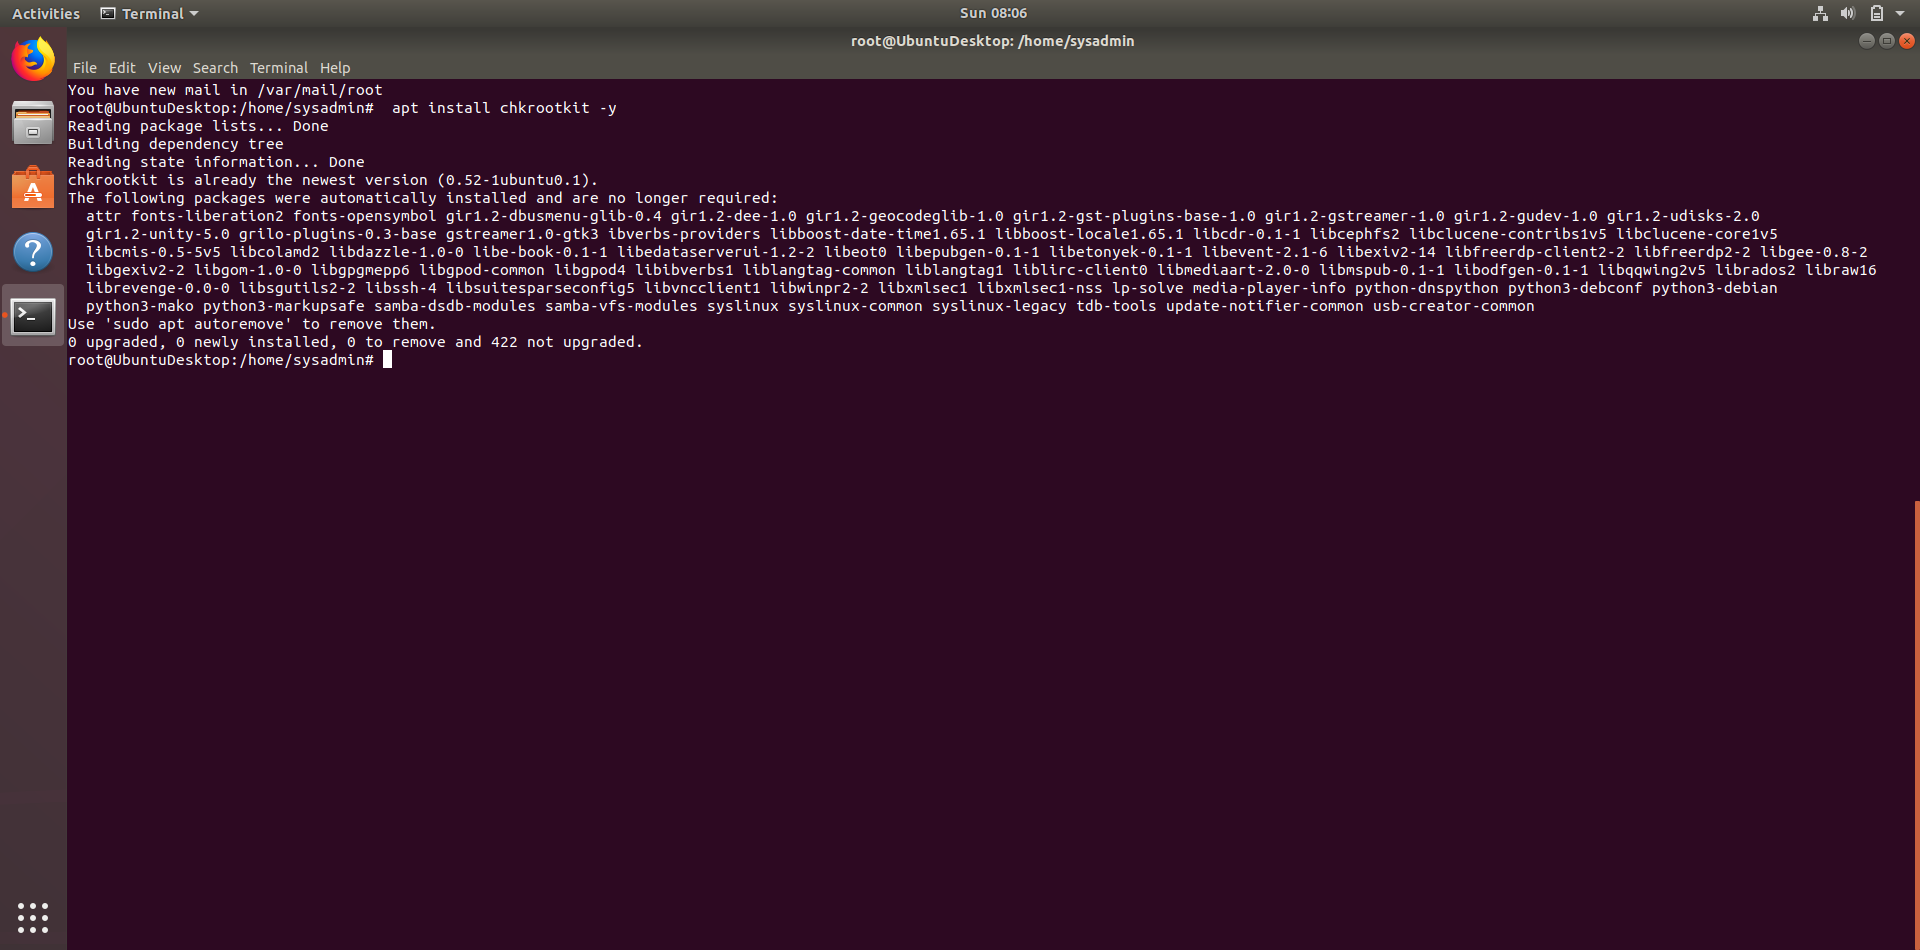 Activities Terminal Sun 08:06
root@UbuntuDesktop: /home/sysadmin
File Edit View Search Terminal Help
You have new mail in /var/mail/root
root@UbuntuDesktop:/home/sysadmin#  apt install chkrootkit -y
Reading package lists... Done
Building dependency tree
Reading state information... Done
chkrootkit is already the newest version (0.52-1ubuntu0.1).
The following packages were automatically installed and are no longer required:
  attr fonts-liberation2 fonts-opensymbol gir1.2-dbusmenu-glib-0.4 gir1.2-dee-1.0 gir1.2-geocodeglib-1.0 gir1.2-gst-plugins-base-1.0 gir1.2-gstreamer-1.0 gir1.2-gudev-1.0 gir1.2-udisks-2.0
  gir1.2-unity-5.0 grilo-plugins-0.3-base gstreamer1.0-gtk3 ibverbs-providers libboost-date-time1.65.1 libboost-locale1.65.1 libcdr-0.1-1 libcephfs2 libclucene-contribs1v5 libclucene-core1v5
  libcmis-0.5-5v5 libcolamd2 libdazzle-1.0-0 libe-book-0.1-1 libedataserverui-1.2-2 libeot0 libepubgen-0.1-1 libetonyek-0.1-1 libevent-2.1-6 libexiv2-14 libfreerdp-client2-2 libfreerdp2-2 libgee-0.8-2
  libgexiv2-2 libgom-1.0-0 libgpgmepp6 libgpod-common libgpod4 libibverbs1 liblangtag-common liblangtag1 liblirc-client0 libmediaart-2.0-0 libmspub-0.1-1 libodfgen-0.1-1 libqqwing2v5 librados2 libraw16
  librevenge-0.0-0 libsgutils2-2 libssh-4 libsuitesparseconfig5 libvncclient1 libwinpr2-2 libxmlsec1 libxmlsec1-nss lp-solve media-player-info python-dnspython python3-debconf python3-debian
  python3-mako python3-markupsafe samba-dsdb-modules samba-vfs-modules syslinux syslinux-common syslinux-legacy tdb-tools update-notifier-common usb-creator-common
Use 'sudo apt autoremove' to remove them.
0 upgraded, 0 newly installed, 0 to remove and 422 not upgraded.
root@UbuntuDesktop:/home/sysadmin#